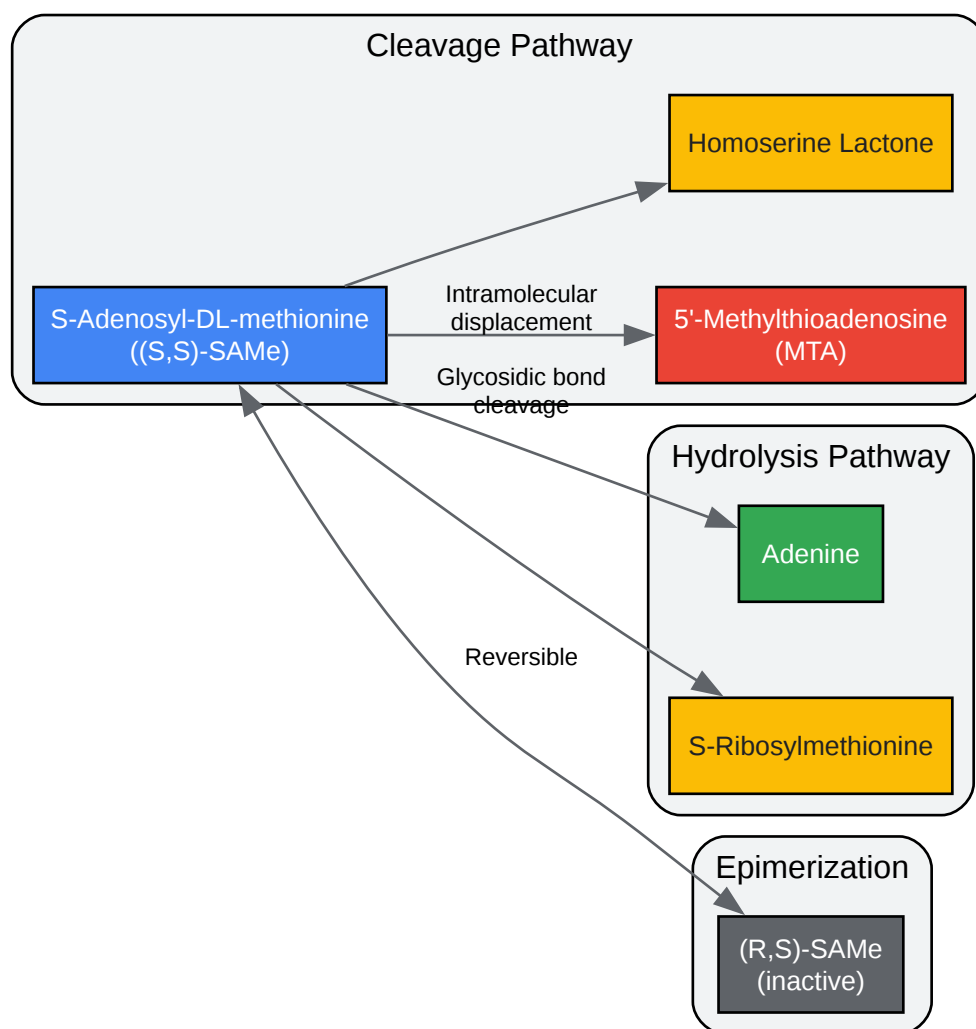 Cleavage Pathway
Homoserine Lactone
S-Adenosyl-DL-methionine
((S,S)-SAMe)
Intramolecular
displacement
5'-Methylthioadenosine
(MTA)
Glycosidic bond
cleavage
Hydrolysis Pathway
Adenine
Reversible
S-Ribosylmethionine
Epimerization
(R,S)-SAMe
(inactive)